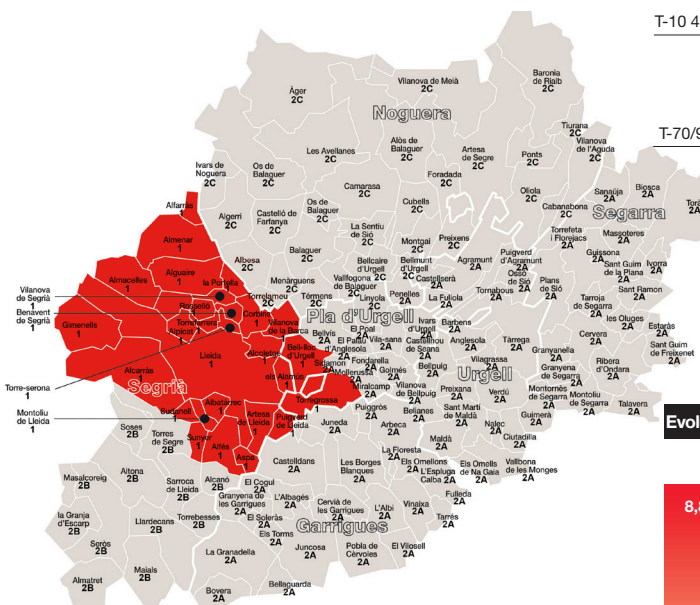 T-10 4
T-70/9
Evol
8,8
Noguera
Segarra
Pla d'Urgell
Urgell
Segrià
Garrigues
Àger
2C
Vilanova de Meià
2C
Baronia
de Rialb
2C
Tiurana
2C
Vilanova
de l'Aguda
2C
Les Avellanes
2C
Alòs de
Balaguer
2C
Artesa
de Segre
2C
Ponts
2C
Ivars de
Noguera
2C
Os de
Balaguer
2C
Camarasa
2C
Foradada
2C
Oliola
2C
Cabanabona
2C
Sanaüja
2A
Biosca
2A
Torà
2A
Alfarràs
1
Algerri
2C
Castelló de
Farfanya
2C
Os de
Balaguer
2C
Cubells
2C
La Sentiu
de Sió
2C
Montgai
2C
Preixens
2C
Torrefeta
i Florejacs
2A
Massoteres
2A
Almenar
1
Albesa
2C
Balaguer
2C
Bellcaire
d'Urgell
2C
Bellmunt
d'Urgell
2C
Agramunt
2A
Puigverd
d'Agramunt
2A
Guissona
2A
Sant Guim
de la Plana
2A
Ivorra
2A
Almacelles
1
Alguaire
1
la Portella
1
Menàrguens
2C
Vallfogona
de Balaguer
2C
Castellserà
2A
Ossó
de Sió
2A
Plans
de Sió
2A
Sant Ramon
2A
Vilanova
de Segrià
1
Torrelameu
2C
Térmens
2C
Linyola
2C
Penelles
2A
La Fuliola
2A
Tornabous
2A
Tarroja
de Segarra
2A
Benavent
de Segrià
1
Rosselló
1
Corbins
1
Gimenells
1
Torrefarrera
1
Alpicat
1
Vilanova
de la Barca
1
Bellvís
2A
El Poal
2A
Ivars
d'Urgell
2A
Barbens
2A
les Oluges
2A
Estaràs
2A
El Palau
d'Anglesola
2A
Vila-sana
2A
Castellnou
de Seana
2A
Anglesola
2A
Tàrrega
2A
Cervera
2A
Sant Guim
de Freixenet
2A
Lleida
1
Alcoletge
1
Bell-lloc
d'Urgell
1
Sidamon
2A
Fondarella
2A
Mollerussa
2A
Golmés
2A
Bellpuig
2A
Vilagrassa
2A
Granyanella
2A
Granyena
de Segarra
2A
Ribera
d'Ondara
2A
Alcarràs
1
els Alamús
1
Miralcamp
2A
Vilanova
de Bellpuig
2A
Preixana
2A
Verdú
2A
Montornès
de Segarra
2A
Montoliu
de Segarra
2A
Talavera
2A
Torre-serona
1
Albatàrrec
1
Torregrossa
1
Puiggròs
2A
Belianes
2A
Sant Martí
de Maldà
2A
Guimerà
2A
Montoliu
de Lleida
1
Sudanell
1
Artesa
de Lleida
1
Puigverd
de Lleida
1
Juneda
2A
Arbeca
2A
Nalec
2A
Soses
2B
Torres
de Segre
2B
Sunyer
1
Alfés
1
Aspa
1
Maldà
2A
Ciutadilla
2A
La Floresta
2A
Els Omellons
2A
Els Omells
de Na Gaia
2A
Vallbona
de les Monges
2A
Masalcoreig
2B
Aitona
2B
Sarroca
de Lleida
2B
Alcanó
2B
El Cogul
2A
Castelldans
2A
Les Borges
Blanques
2A
L'Espluga
Calba 2A
Granyena de
les Garrigues
2A
L'Albagés
2A
Cervià de
les Garrigues
2A
L'Albi
2A
Vinaixa
2A
Fulleda
2A
la Granja
d'Escarp
2B
Llardecans
2B
Torrebesses
2B
El Soleràs
2A
Tarrés
2A
Seròs
2B
Els Torms
2A
Juncosa
2A
Pobla de
Cérvoles
2A
El Vilosell
2A
La Granadella
2A
Almatret
2B
Maials
2B
Bovera
2A
Bellaguarda
2A